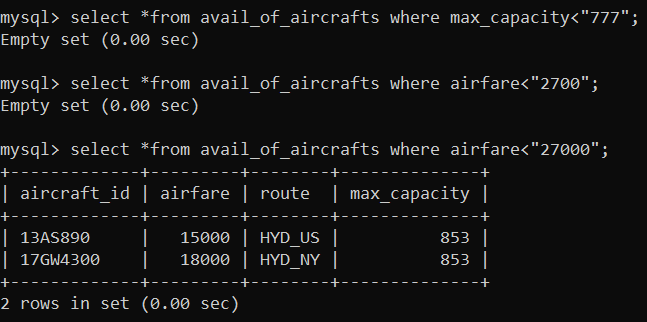 mysql> select *from avail_of_aircrafts where max_capacity<"777";
Empty set (0.00 sec)
mysql> select *from avail_of_aircrafts where airfare<"2700";
Empty set (0.00 sec)
mysql> select *from avail_of_aircrafts where airfare<"27000";
+-------------+---------+--------+--------------+
| aircraft_id | airfare | route  | max_capacity |
+-------------+---------+--------+--------------+
| 13AS890     |   15000 | HYD_US |          853 |
| 17GW4300    |   18000 | HYD_NY |          853 |
+-------------+---------+--------+--------------+
2 rows in set (0.00 sec)